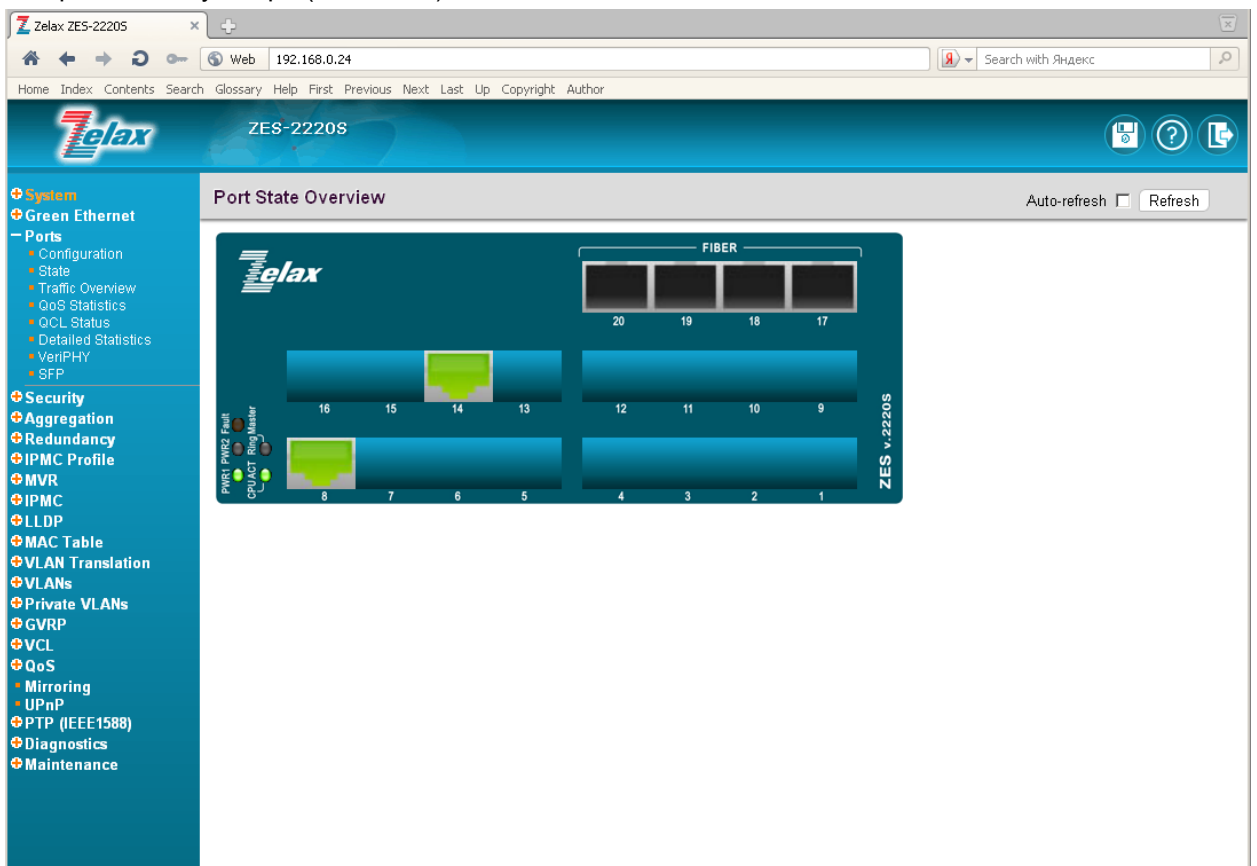 Zelax ZES-2220S
Web 192.168.0.24 Search with Яндекс
Home Index Contents Search Glossary Help First Previous Next Last Up Copyright Author
Zelax ZES-2220S
System
Green Ethernet
Ports
Configuration
State
Traffic Overview
QoS Statistics
QCL Status
Detailed Statistics
VeriPHY
SFP
Security
Aggregation
Redundancy
IPMC Profile
MVR
IPMC
LLDP
MAC Table
VLAN Translation
VLANs
Private VLANs
GVRP
VCL
QoS
Mirroring
UPnP
PTP (IEEE1588)
Diagnostics
Maintenance
Port State Overview Auto-refresh Refresh
Zelax
FIBER
20 19 18 17
16 15 14 13 12 11 10 9
8 7 6 5 4 3 2 1
PWR1 PWR2 Fault
CPU ACT Ring Master
ZES v.2220S